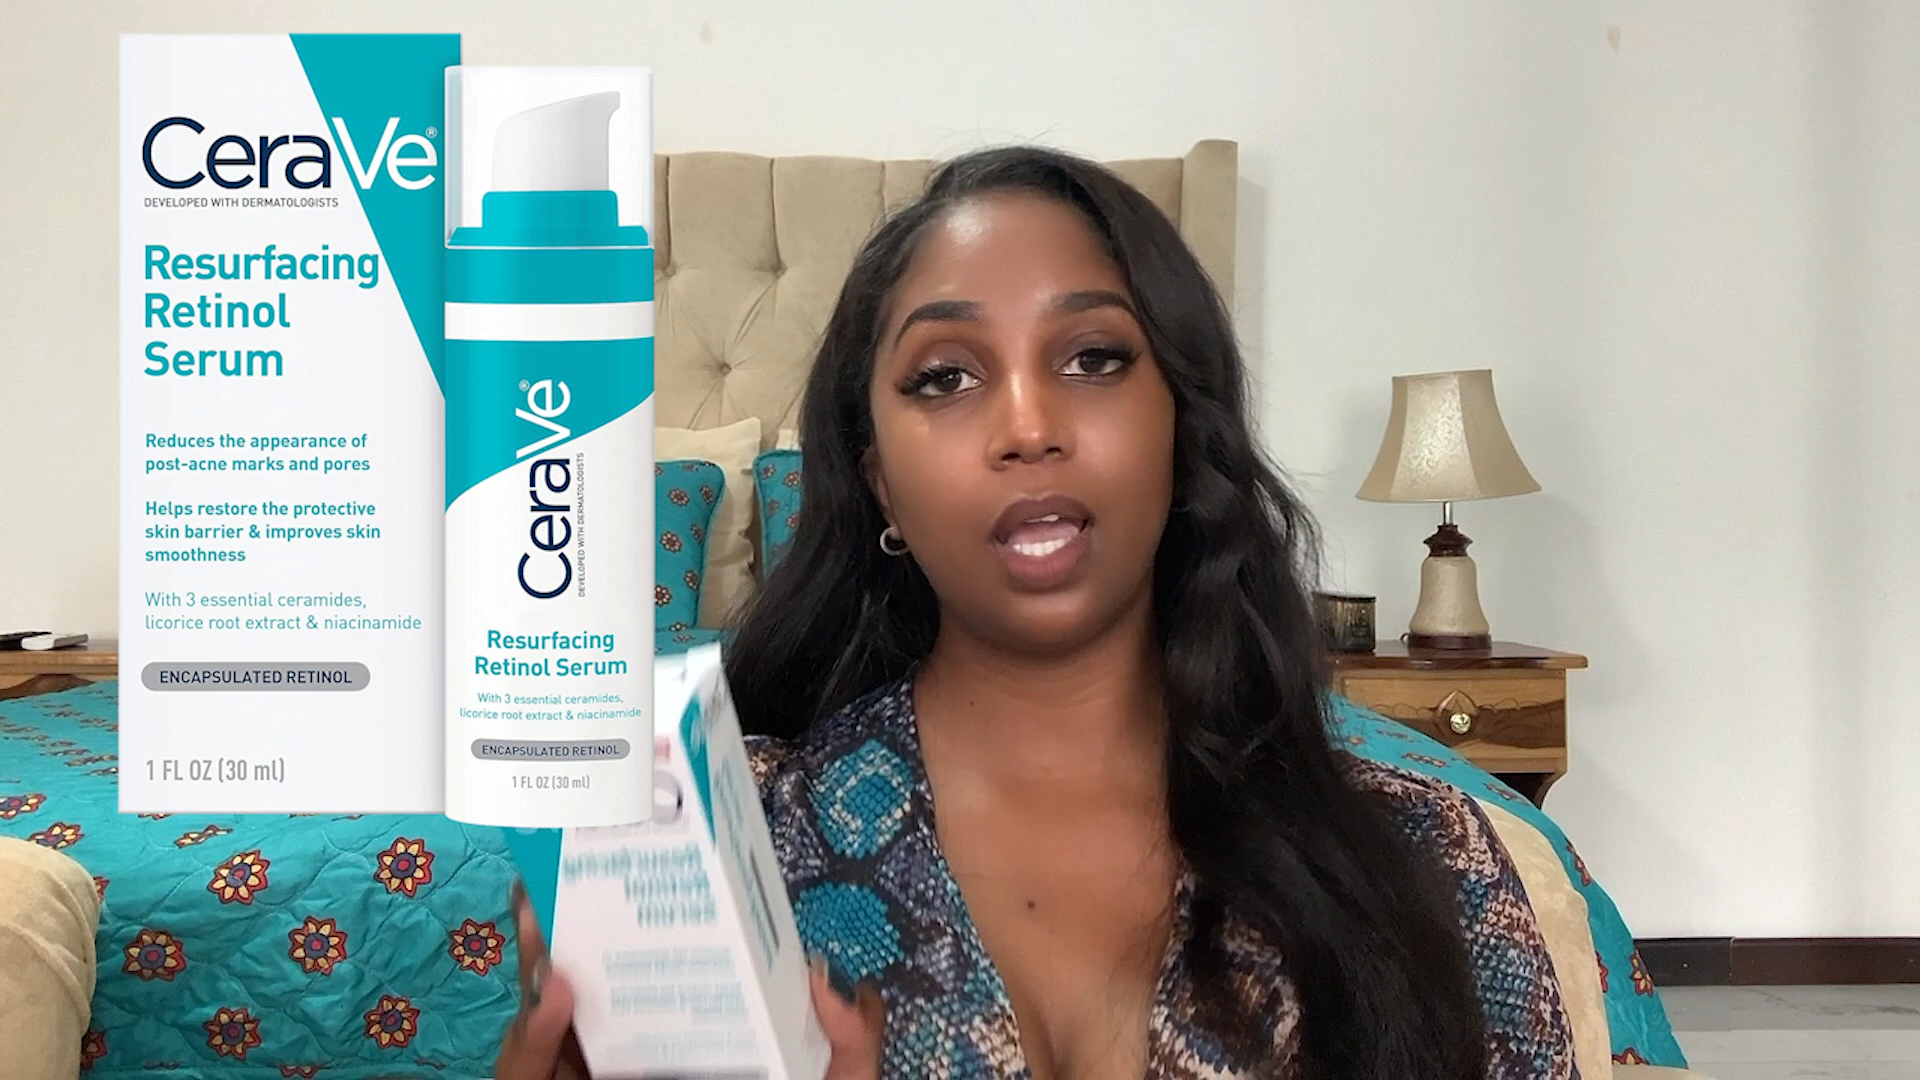 CeraVe®
DEVELOPED WITH DERMATOLOGISTS
Resurfacing
Retinol
Serum
Reduces the appearance of
post-acne marks and pores
Helps restore the protective
skin barrier & improves skin
smoothness
With 3 essential ceramides,
licorice root extract & niacinamide
ENCAPSULATED RETINOL
1 FL OZ (30 ml)
CeraVe®
DEVELOPED WITH DERMATOLOGISTS
Resurfacing
Retinol Serum
With 3 essential ceramides,
licorice root extract & niacinamide
ENCAPSULATED RETINOL
1 FL OZ (30 ml)